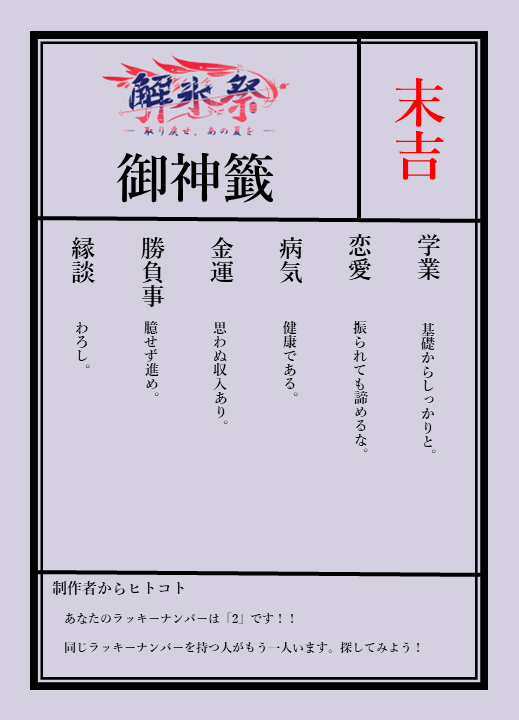 解氷祭
取り戻せ、あの夏を
御神籤
末吉
学業
基礎からしっかりと。
恋愛
振られても諦めるな。
病気
健康である。
金運
思わぬ収入あり。
勝負事
臆せず進め。
縁談
わろし。
制作者からヒトコト
あなたのラッキーナンバーは「2」です！！
同じラッキーナンバーを持つ人がもう一人います。探してみよう！